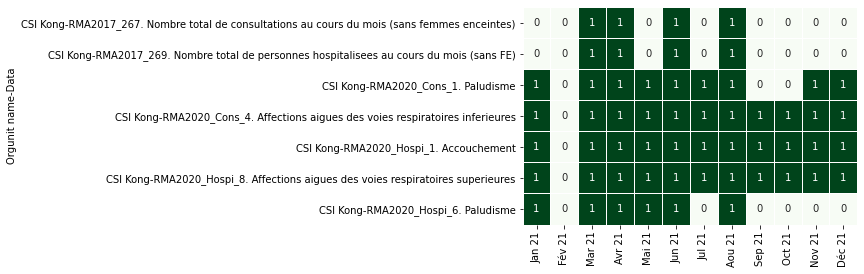 CSI Kong-RMA2017_267. Nombre total de consultations au cours du mois (sans femmes enceintes) 0 0 1 1 0 1 0 1 0 0 0 0
CSI Kong-RMA2017_269. Nombre total de personnes hospitalisees au cours du mois (sans FE) 0 0 1 1 0 1 0 1 0 0 0 0
CSI Kong-RMA2020_Cons_1. Paludisme 1 0 1 1 1 1 1 1 0 0 1 1
CSI Kong-RMA2020_Cons_4. Affections aigues des voies respiratoires inferieures 1 0 1 1 1 1 1 1 1 1 1 1
CSI Kong-RMA2020_Hospi_1. Accouchement 1 0 1 1 1 1 1 1 1 1 1 1
CSI Kong-RMA2020_Hospi_8. Affections aigues des voies respiratoires superieures 1 0 1 1 1 1 1 1 1 1 1 1
CSI Kong-RMA2020_Hospi_6. Paludisme 1 0 1 1 1 1 0 1 0 0 0 0
Orgunit name-Data
Jan 21 Fév 21 Mar 21 Avr 21 Mai 21 Jun 21 Jul 21 Aou 21 Sep 21 Oct 21 Nov 21 Déc 21